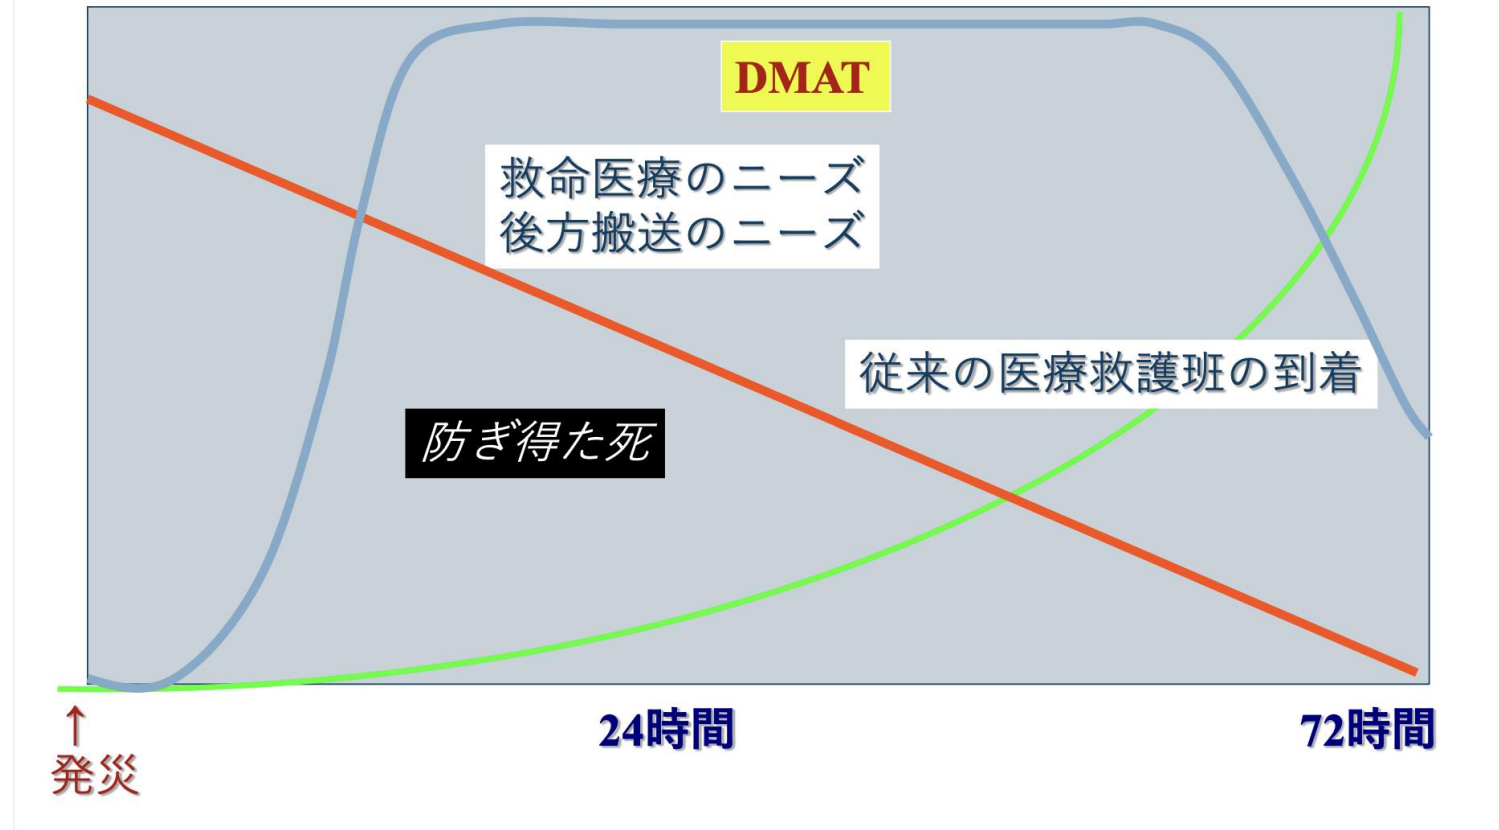 DMAT
救命医療のニーズ
後方搬送のニーズ
従来の医療救護班の到着
防ぎ得た死
24時間
72時間
↑
発災